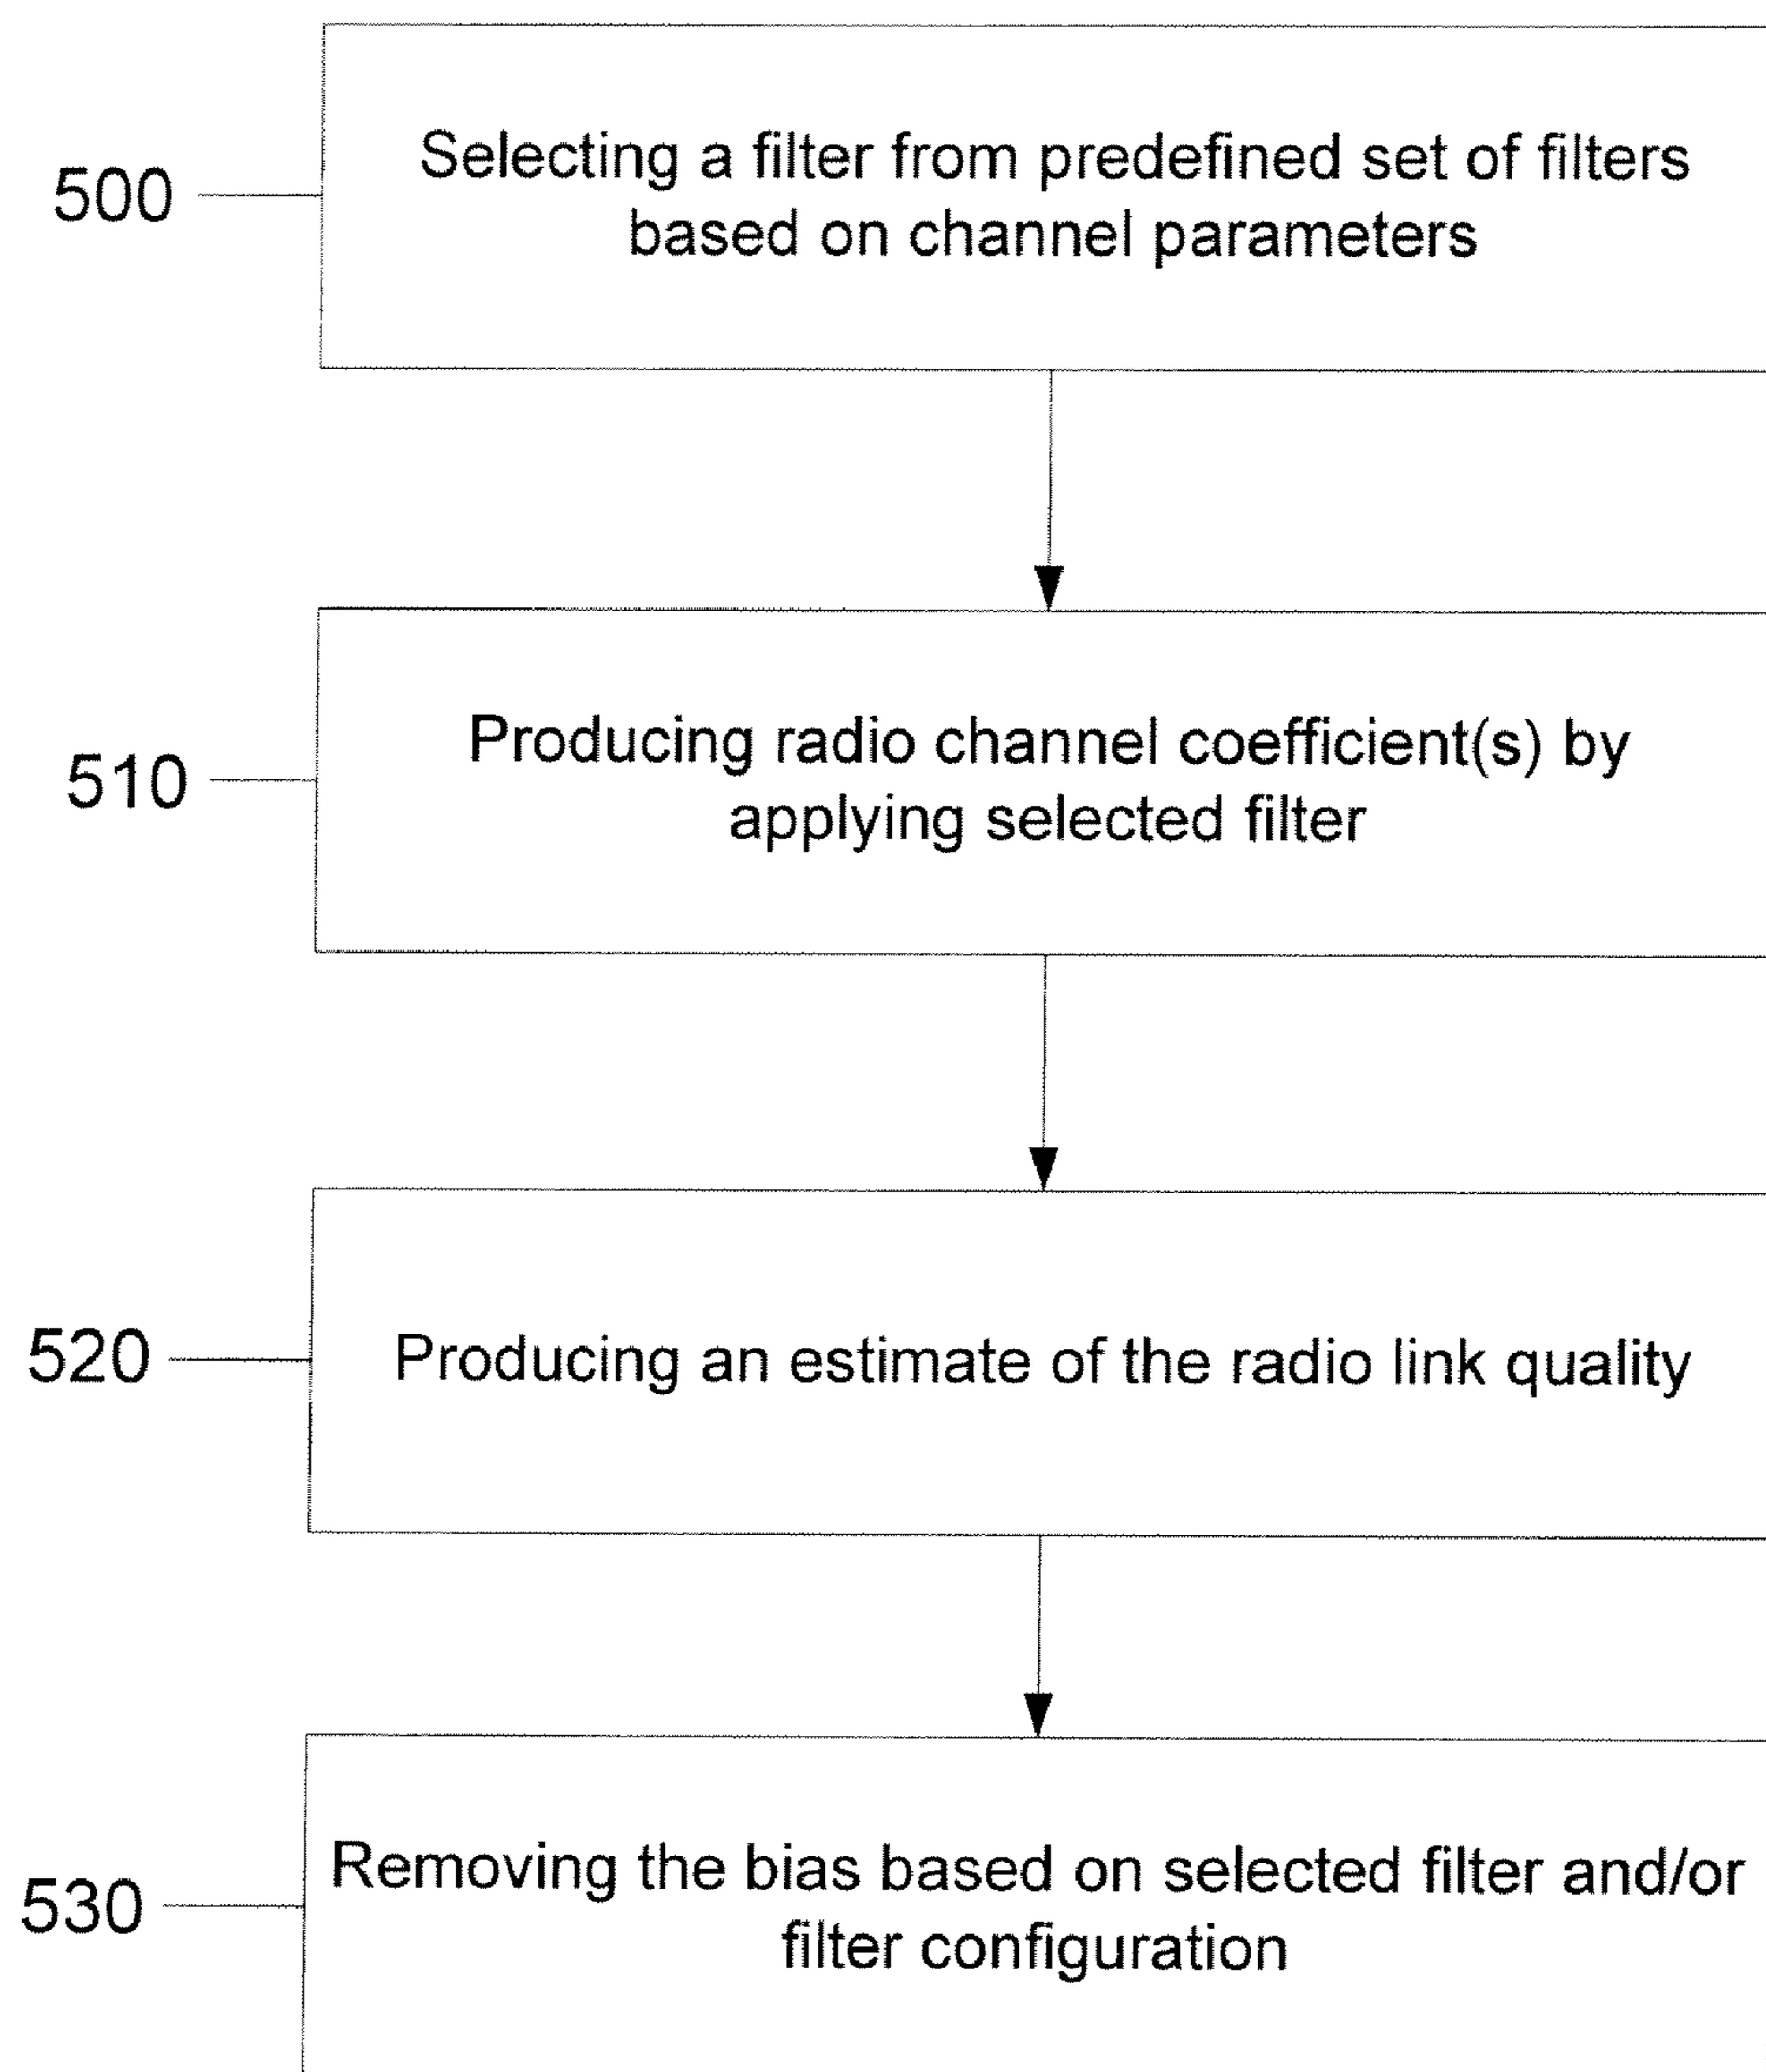 500
Selecting a filter from predefined set of filters
based on channel parameters
510
Producing radio channel coefficient(s) by
applying selected filter
520
Producing an estimate of the radio link quality
530
Removing the bias based on selected filter and/or
filter configuration